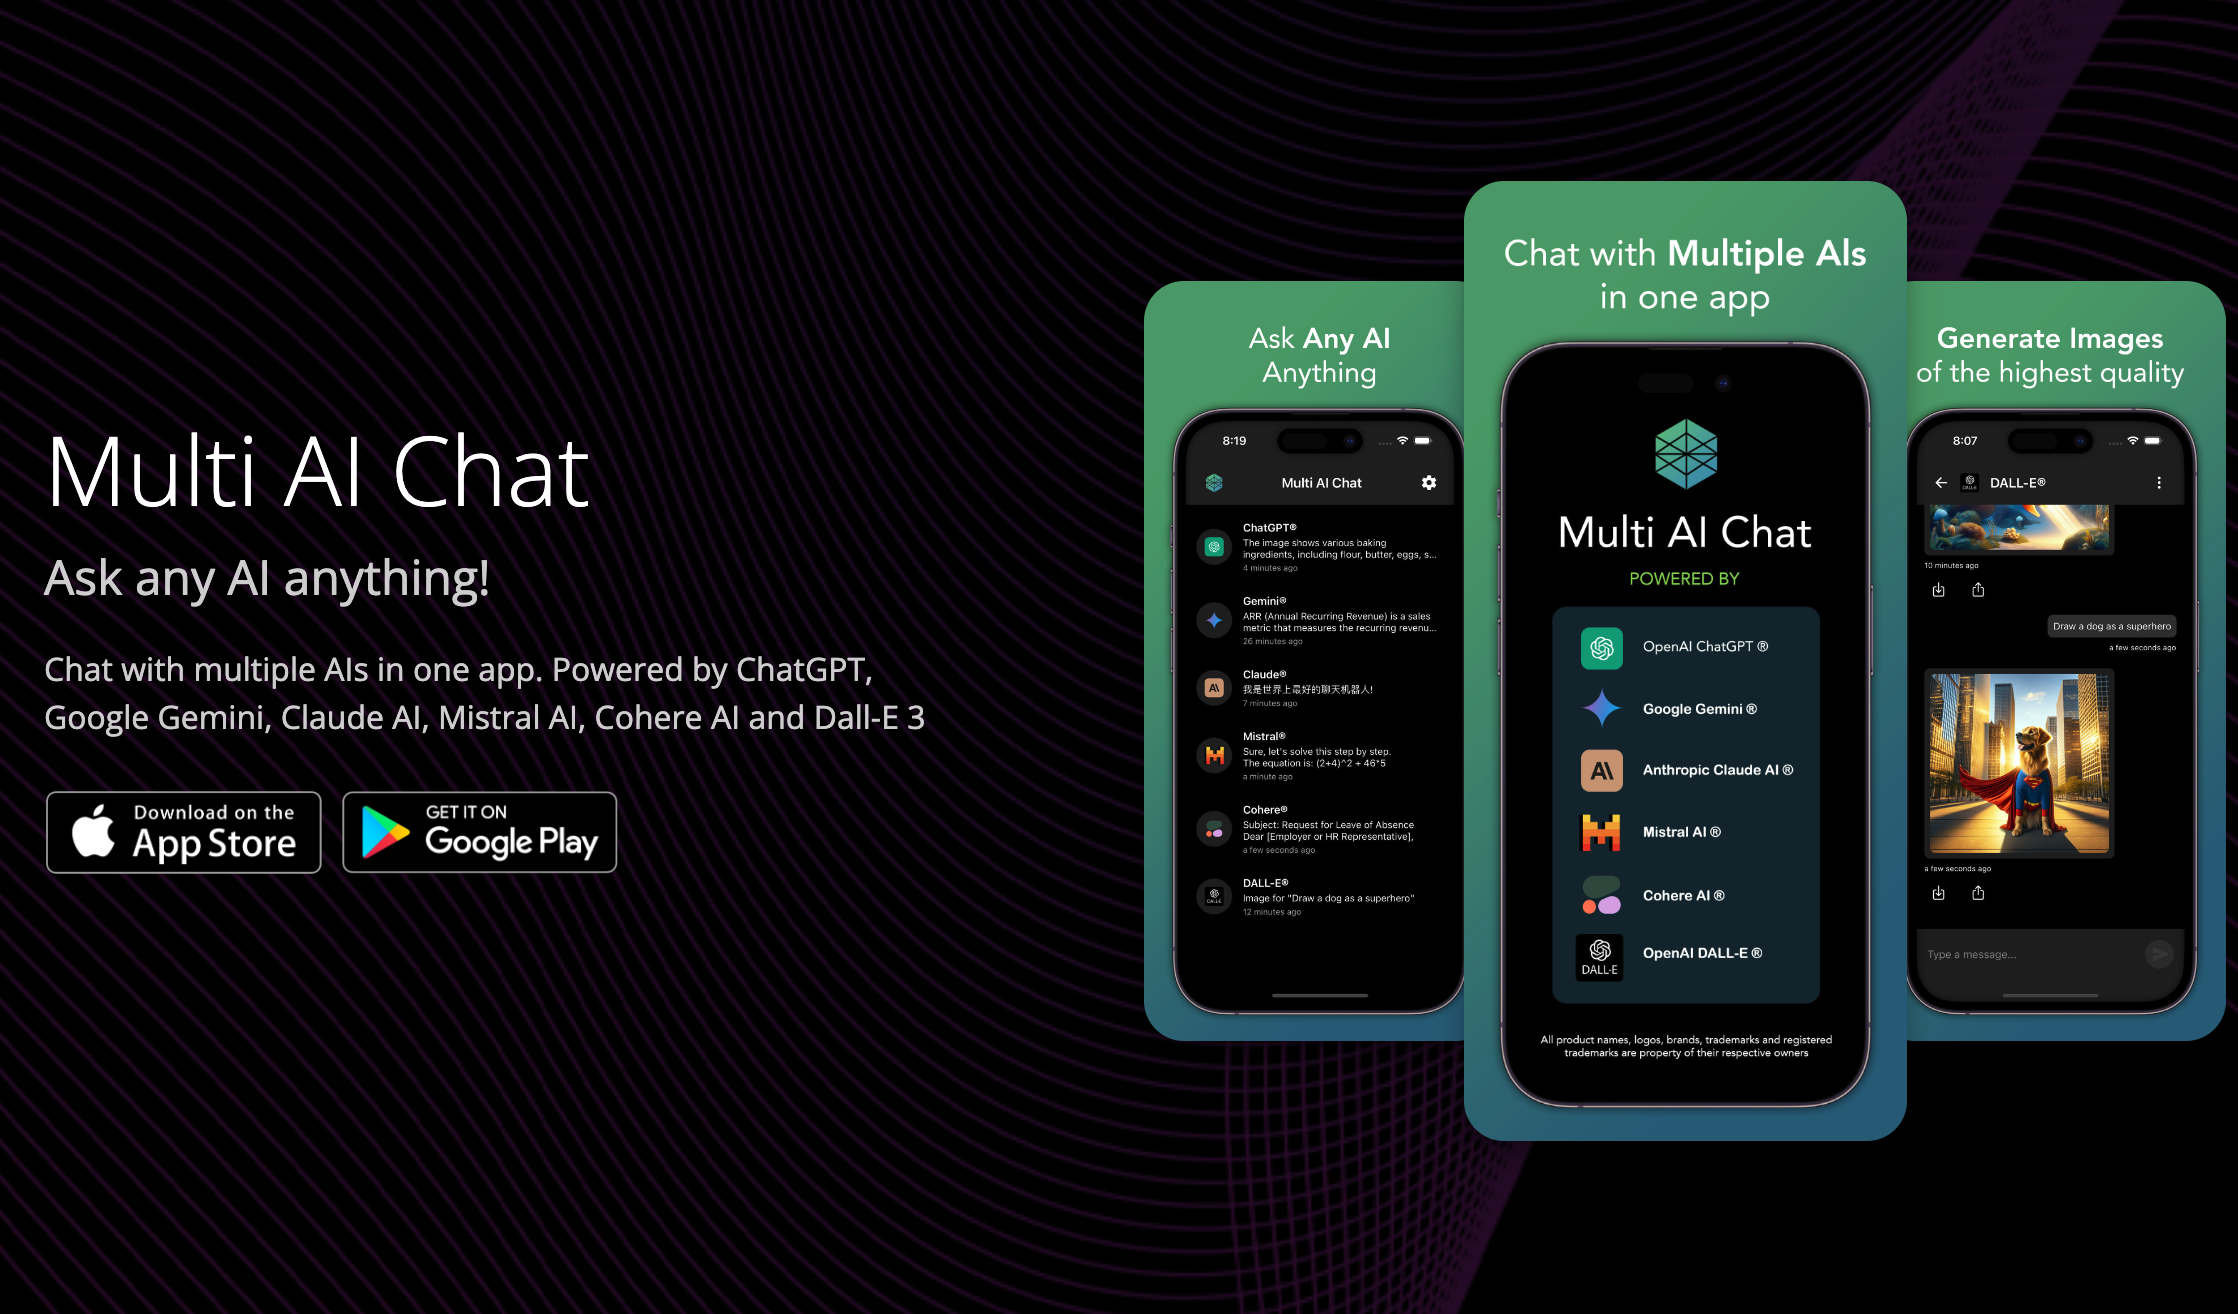 Multi AI Chat
Ask any AI anything!
Chat with multiple AIs in one app. Powered by ChatGPT,
Google Gemini, Claude AI, Mistral AI, Cohere AI and Dall-E 3
Download on the
App Store
GET IT ON
Google Play
Ask Any AI
Anything
8:19
Multi AI Chat
ChatGPT®
The image shows various baking
ingredients, including flour, butter, eggs, s...
4 minutes ago
Gemini®
ARR (Annual Recurring Revenue) is a sales
metric that measures the recurring revenu...
26 minutes ago
Claude®
我是世界上最好的聊天机器人!
7 minutes ago
Mistral®
Sure, let's solve this step by step.
The equation is: (2+4)^2 + 46*5
a minute ago
Cohere®
Subject: Request for Leave of Absence
Dear [Employer or HR Representative],
a few seconds ago
DALL-E®
Image for "Draw a dog as a superhero"
12 minutes ago
Chat with Multiple AIs
in one app
Multi AI Chat
POWERED BY
OpenAI ChatGPT ®
Google Gemini ®
Anthropic Claude AI ®
Mistral AI ®
Cohere AI ®
DALL·E
OpenAI DALL-E ®
All product names, logos, brands, trademarks and registered
trademarks are property of their respective owners
Generate Images
of the highest quality
8:07
DALL-E®
10 minutes ago
Draw a dog as a superhero
a few seconds ago
a few seconds ago
Type a message...